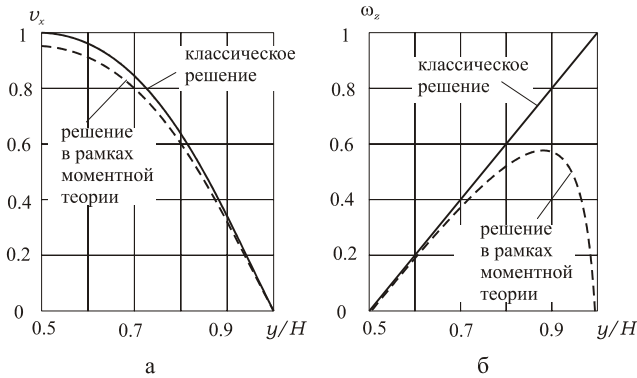 v_x
1
0.8
0.6
0.4
0.2
0
0.5
0.7
0.9
y/H
классическое
решение
решение
в рамках
моментной
теории
а
ω_z
1
0.8
0.6
0.4
0.2
0
0.5
0.7
0.9
y/H
классическое
решение
решение
в рамках
моментной
теории
б